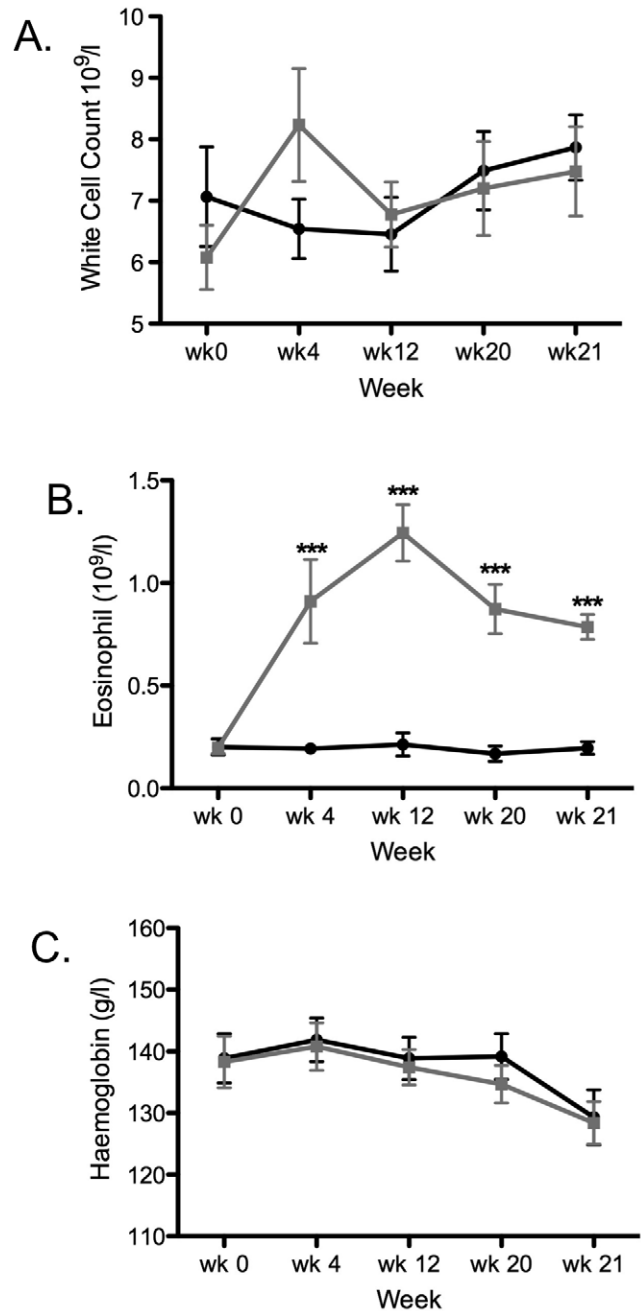 A.
White Cell Count 10⁹/l
10
9
8
7
6
5
wk0 wk4 wk12 wk20 wk21
Week
B.
Eosinophil (10⁹/l)
1.5
1.0
0.5
0.0
***
***
***
***
wk 0 wk 4 wk 12 wk 20 wk 21
Week
C.
Haemoglobin (g/l)
160
150
140
130
120
110
wk 0 wk 4 wk 12 wk 20 wk 21
Week